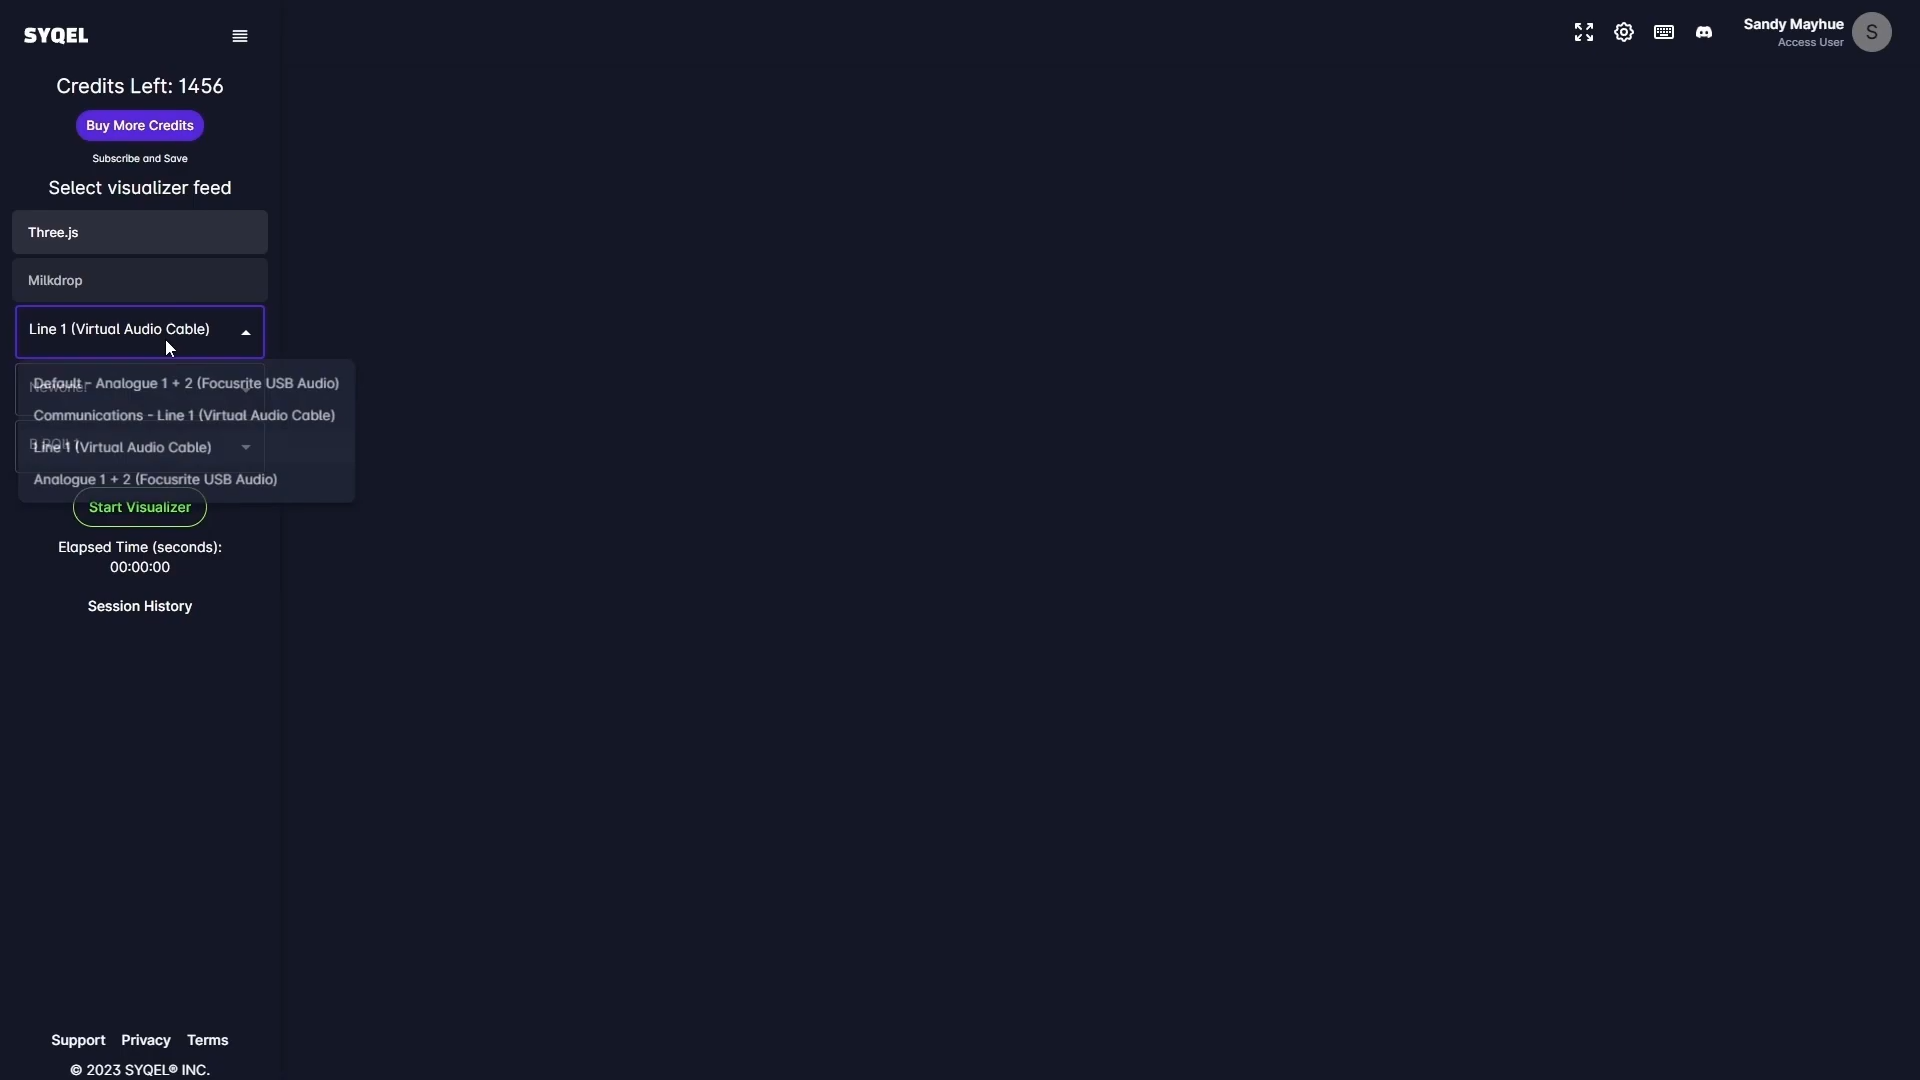 SYQEL
Sandy Mayhue
Access User
S
Credits Left: 1456
Buy More Credits
Subscribe and Save
Select visualizer feed
Three.js
Milkdrop
Line 1 (Virtual Audio Cable)
Default - Analogue 1 + 2 (Focusrite USB Audio)
Communications - Line 1 (Virtual Audio Cable)
Line 1 (Virtual Audio Cable)
Analogue 1 + 2 (Focusrite USB Audio)
Start Visualizer
Elapsed Time (seconds):
00:00:00
Session History
Support Privacy Terms
© 2023 SYQEL® INC.